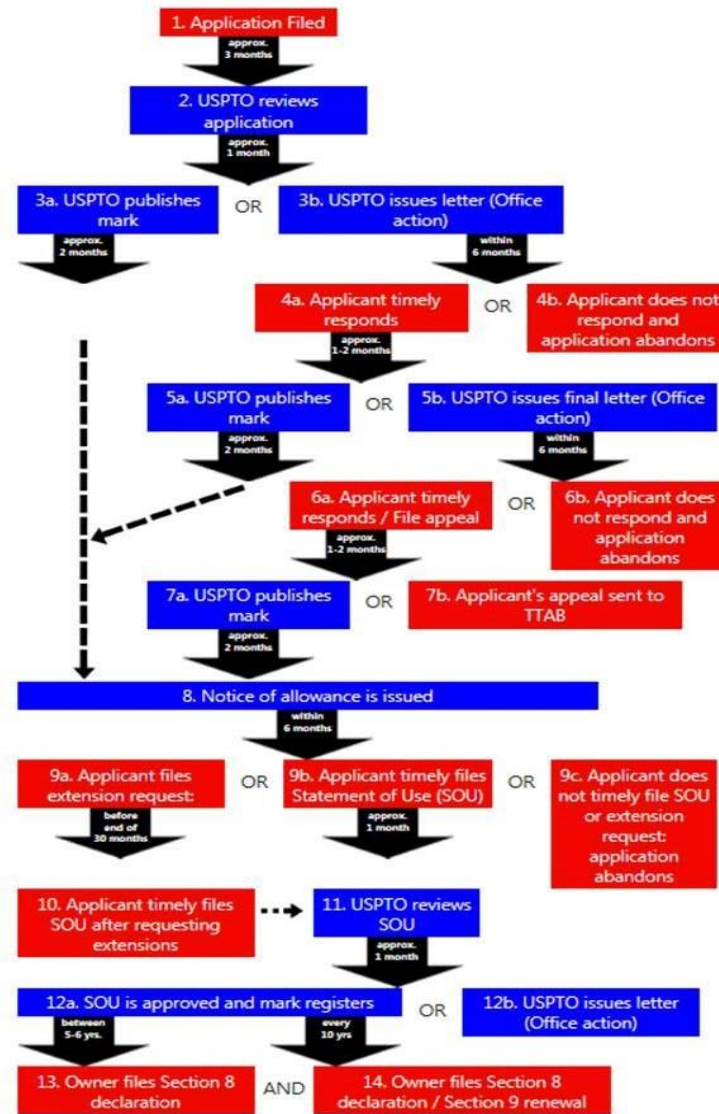 1. Application Filed
approx.
3 months
2. USPTO reviews
application
approx.
1 month
3a. USPTO publishes
mark
OR
3b. USPTO issues letter (Office
action)
approx.
2 months
within
6 months
4a. Applicant timely
responds
OR
4b. Applicant does not
respond and
application abandons
approx.
1-2 months
5a. USPTO publishes
mark
OR
5b. USPTO issues final letter (Office
action)
approx.
2 months
within
6 months
6a. Applicant timely
responds / File appeal
OR
6b. Applicant does
not respond and
application
abandons
approx.
1-2 months
7a. USPTO publishes
mark
OR
7b. Applicant's appeal sent to
TTAB
approx.
2 months
8. Notice of allowance is issued
within
6 months
9a. Applicant files
extension request:
OR
9b. Applicant timely files
Statement of Use (SOU)
OR
9c. Applicant does
not timely file SOU
or extension
request:
application
abandons
before
end of
30 months
approx.
1 month
10. Applicant timely files
SOU after requesting
extensions
11. USPTO reviews
SOU
approx.
1 month
12a. SOU is approved and mark registers
OR
12b. USPTO issues letter
(Office action)
between
5-6 yrs.
every
10 yrs
13. Owner files Section 8
declaration
AND
14. Owner files Section 8
declaration / Section 9 renewal